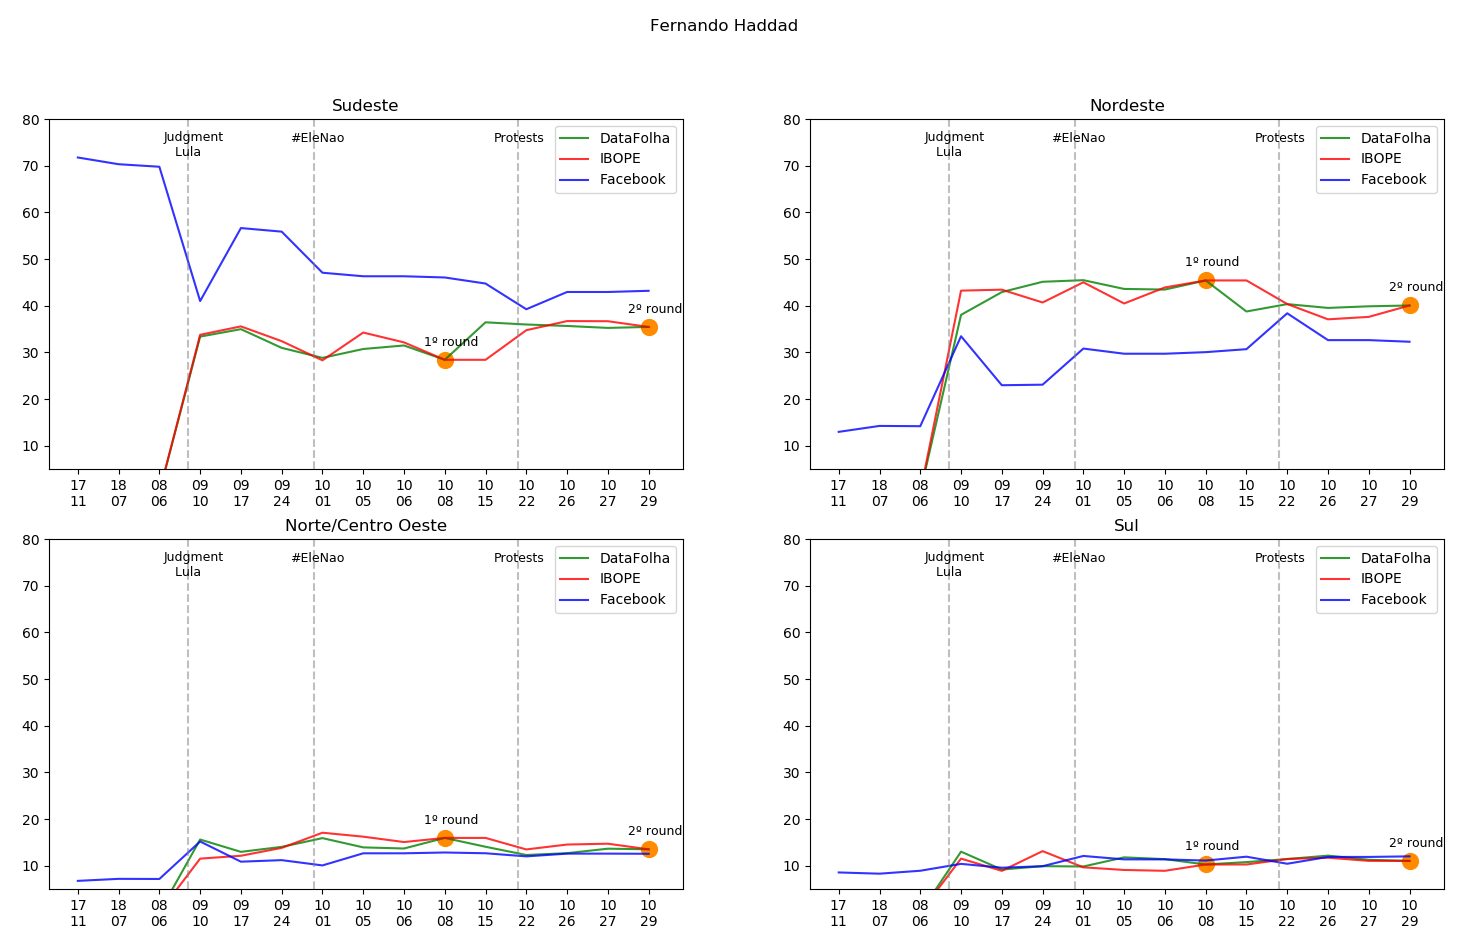 Fernando Haddad
Sudeste
80
70
60
50
40
30
20
10
Judgment
Lula
#EleNao
Protests
DataFolha
IBOPE
Facebook
1º round
2º round
17 18 08 09 09 09 10 10 10 10 10 10 10 10 10
11 07 06 10 17 24 01 05 06 08 15 22 26 27 29
Nordeste
80
70
60
50
40
30
20
10
Judgment
Lula
#EleNao
Protests
DataFolha
IBOPE
Facebook
1º round
2º round
17 18 08 09 09 09 10 10 10 10 10 10 10 10 10
11 07 06 10 17 24 01 05 06 08 15 22 26 27 29
Norte/Centro Oeste
80
70
60
50
40
30
20
10
Judgment
Lula
#EleNao
Protests
DataFolha
IBOPE
Facebook
1º round
2º round
17 18 08 09 09 09 10 10 10 10 10 10 10 10 10
11 07 06 10 17 24 01 05 06 08 15 22 26 27 29
Sul
80
70
60
50
40
30
20
10
Judgment
Lula
#EleNao
Protests
DataFolha
IBOPE
Facebook
1º round
2º round
17 18 08 09 09 09 10 10 10 10 10 10 10 10 10
11 07 06 10 17 24 01 05 06 08 15 22 26 27 29